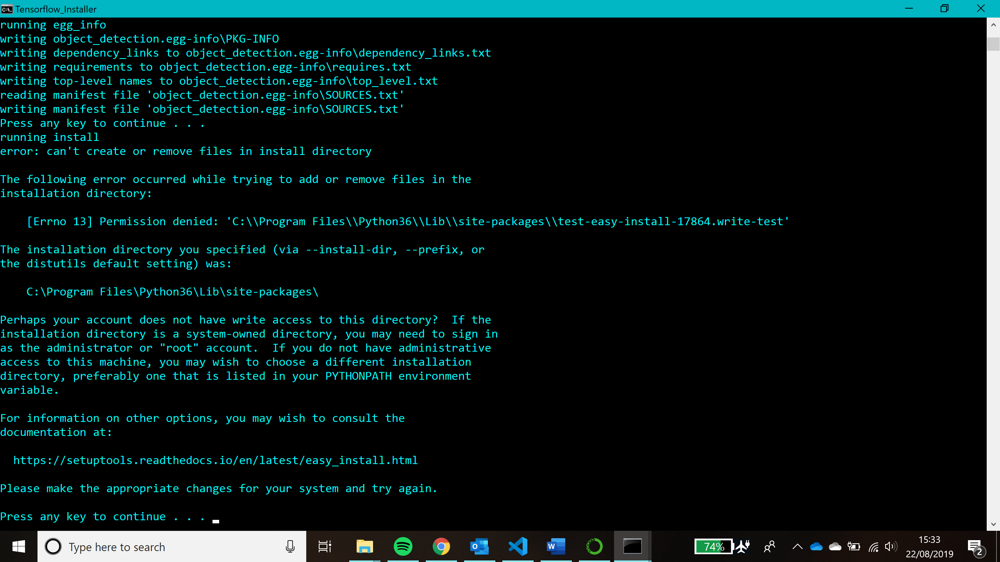 Tensorflow_Installer
running egg_info
writing object_detection.egg-info\PKG-INFO
writing dependency_links to object_detection.egg-info\dependency_links.txt
writing requirements to object_detection.egg-info\requires.txt
writing top-level names to object_detection.egg-info\top_level.txt
reading manifest file 'object_detection.egg-info\SOURCES.txt'
writing manifest file 'object_detection.egg-info\SOURCES.txt'
Press any key to continue . . .
running install
error: can't create or remove files in install directory
The following error occurred while trying to add or remove files in the
installation directory:
[Errno 13] Permission denied: 'C:\\Program Files\\Python36\\Lib\\site-packages\\test-easy-install-17864.write-test'
The installation directory you specified (via --install-dir, --prefix, or
the distutils default setting) was:
C:\Program Files\Python36\Lib\site-packages\
Perhaps your account does not have write access to this directory?  If the
installation directory is a system-owned directory, you may need to sign in
as the administrator or "root" account.  If you do not have administrative
access to this machine, you may wish to choose a different installation
directory, preferably one that is listed in your PYTHONPATH environment
variable.
For information on other options, you may wish to consult the
documentation at:
https://setuptools.readthedocs.io/en/latest/easy_install.html
Please make the appropriate changes for your system and try again.
Press any key to continue . . .
Type here to search
74%
15:33
22/08/2019
2